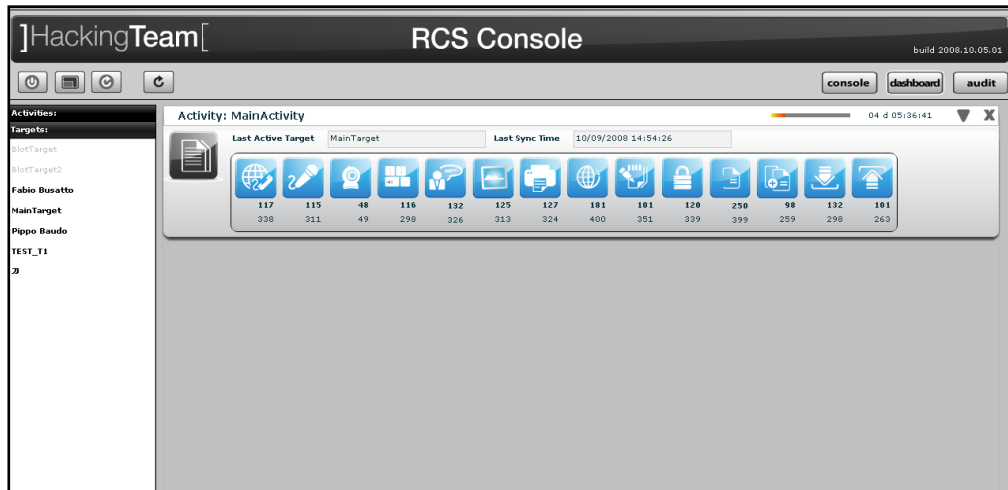 ]HackingTeam[
RCS Console
build 2008.10.05.01
console
dashboard
audit
Activities:
Targets:
BlotTarget
BlotTarget2
Fabio Busatto
MainTarget
Pippo Baudo
TEST_T1
刀
Activity: MainActivity
04 d 05:36:41
Last Active Target MainTarget Last Sync Time 10/09/2008 14:54:26
117 115 48 116 132 125 127 181 101 120 250 98 132 101
338 311 49 298 326 313 324 400 351 339 399 259 298 263